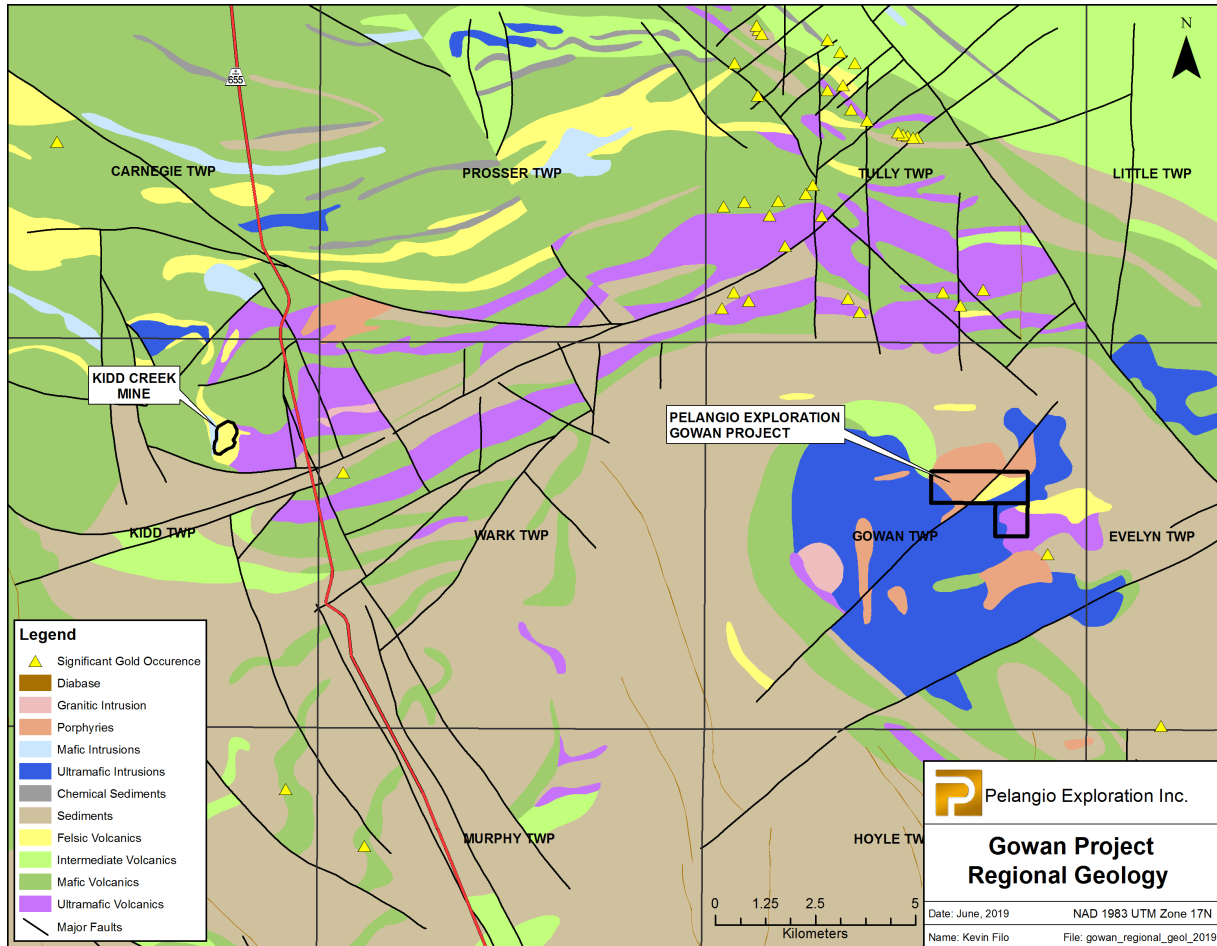 N
655
CARNEGIE TWP
PROSSER TWP
TULLY TWP
LITTLE TWP
KIDD CREEK
MINE
PELANGIO EXPLORATION
GOWAN PROJECT
KIDD TWP
WARK TWP
GOWAN TWP
EVELYN TWP
MURPHY TWP
HOYLE TW
Legend
Significant Gold Occurence
Diabase
Granitic Intrusion
Porphyries
Mafic Intrusions
Ultramafic Intrusions
Chemical Sediments
Sediments
Felsic Volcanics
Intermediate Volcanics
Mafic Volcanics
Ultramafic Volcanics
Major Faults
0 1.25 2.5 5
Kilometers
Pelangio Exploration Inc.
Gowan Project
Regional Geology
Date: June, 2019 NAD 1983 UTM Zone 17N
Name: Kevin Filo File: gowan_regional_geol_2019